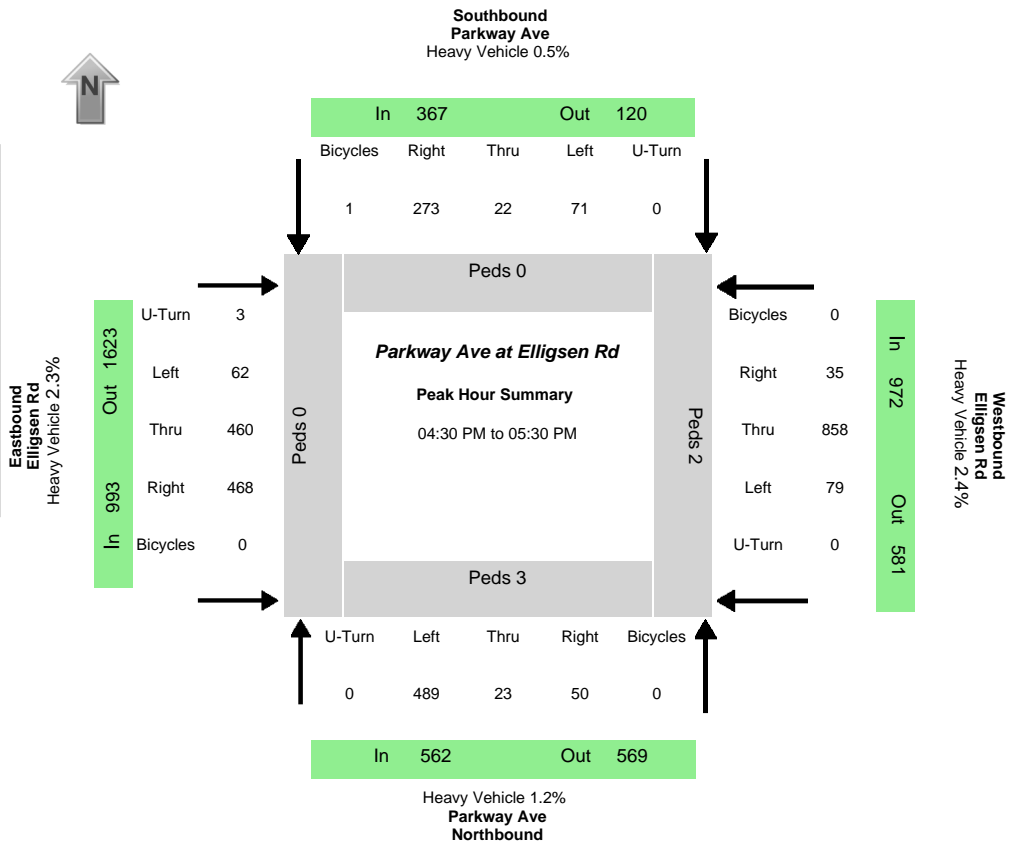 Southbound
Parkway Ave
Heavy Vehicle 0.5%
N
In 367 Out 120
Bicycles Right Thru Left U-Turn
1 273 22 71 0
Peds 0
Eastbound
Elligsen Rd
Heavy Vehicle 2.3%
In 993 Out 1623
U-Turn 3
Left 62
Thru 460
Right 468
Bicycles 0
Peds 0
Parkway Ave at Elligsen Rd
Peak Hour Summary
04:30 PM to 05:30 PM
Peds 2
Bicycles 0
Right 35
Thru 858
Left 79
U-Turn 0
In 972 Out 581
Westbound
Elligsen Rd
Heavy Vehicle 2.4%
Peds 3
U-Turn Left Thru Right Bicycles
0 489 23 50 0
In 562 Out 569
Heavy Vehicle 1.2%
Parkway Ave
Northbound